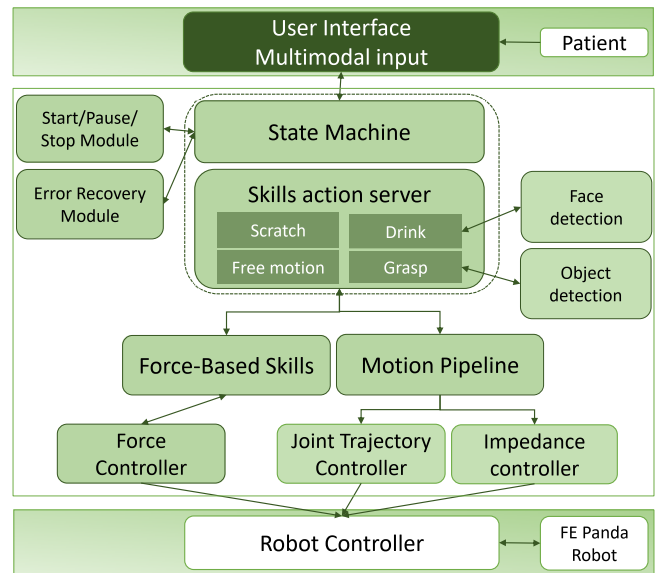 User Interface
Multimodal input
Patient
Start/Pause/
Stop Module
State Machine
Error Recovery
Module
Skills action server
Scratch
Drink
Free motion
Grasp
Face
detection
Object
detection
Force-Based Skills
Motion Pipeline
Force
Controller
Joint Trajectory
Controller
Impedance
controller
Robot Controller
FE Panda
Robot